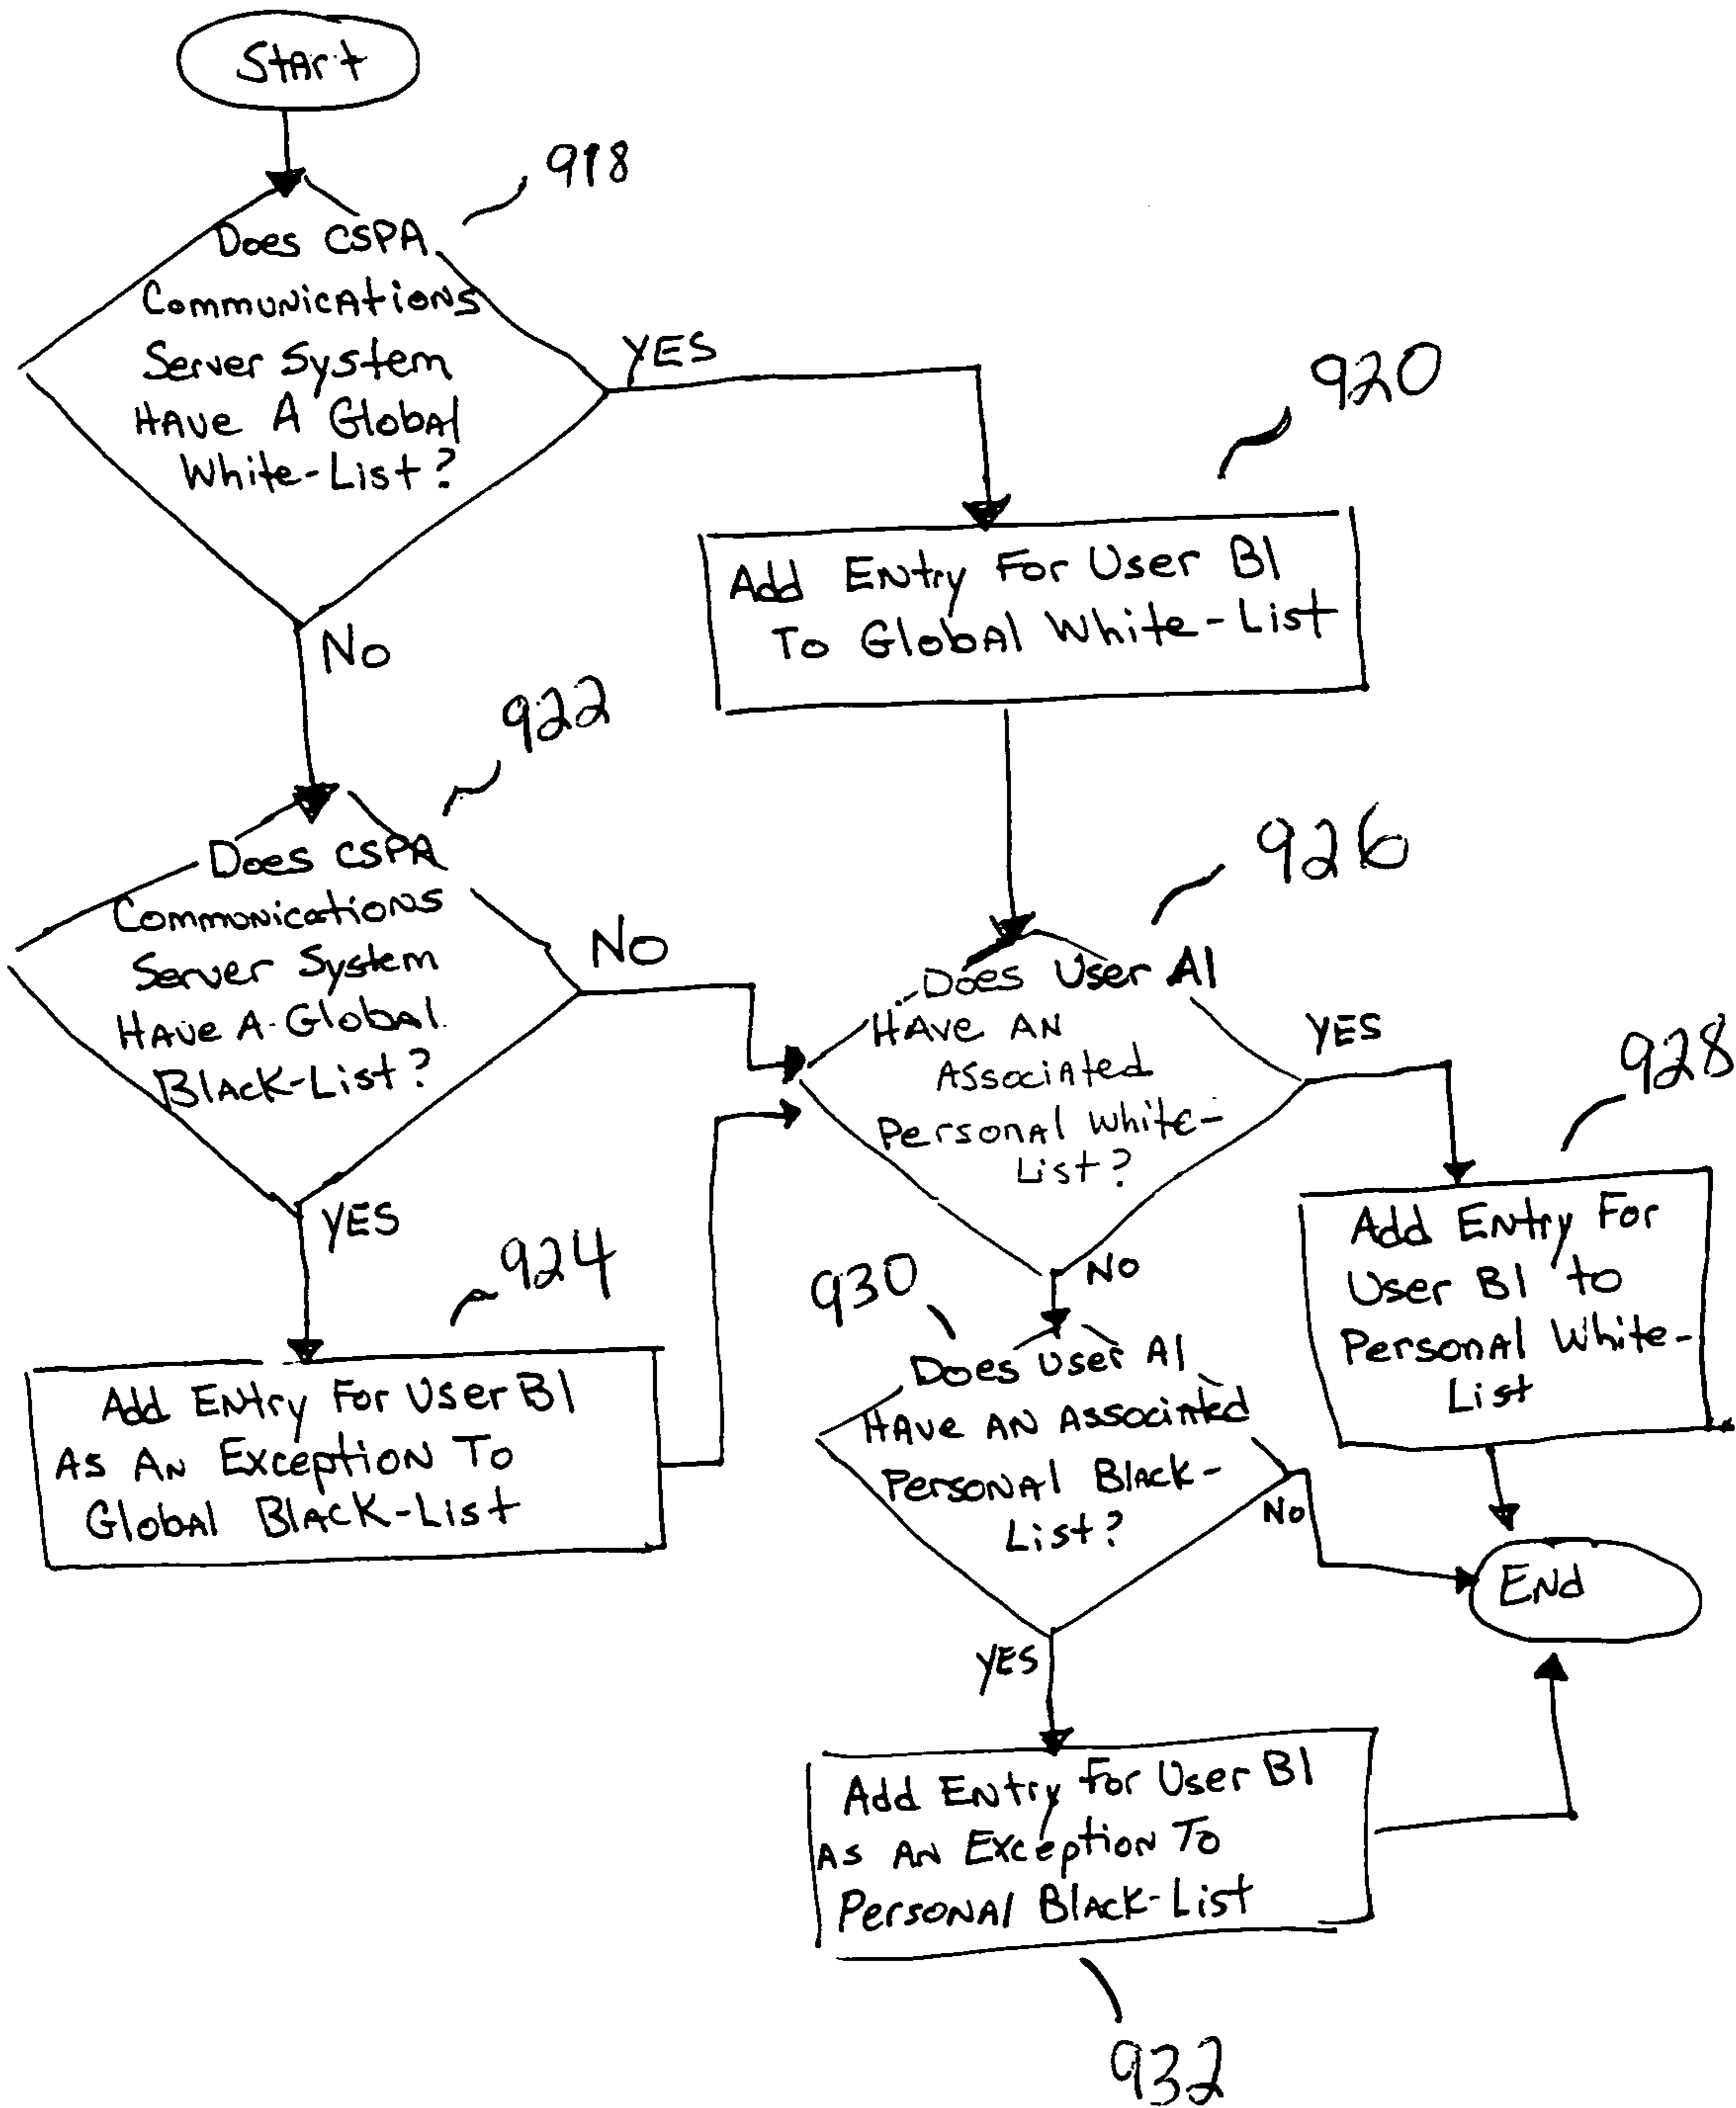 Start
918
Does CSPA
Communications
Server System
Have A Global
White-List?
YES
920
Add Entry For User B1
To Global White-List
No
922
Does CSPA
Communications
Server System
Have A Global
Black-List?
No
926
Does User A1
Have An
Associated
Personal White-
List?
YES
928
Add Entry For
User B1 to
Personal White-
List
YES
924
Add Entry For User B1
As An Exception To
Global Black-List
No
930
Does User A1
Have An Associated
Personal Black-
List?
No
End
YES
Add Entry For User B1
As An Exception To
Personal Black-List
932